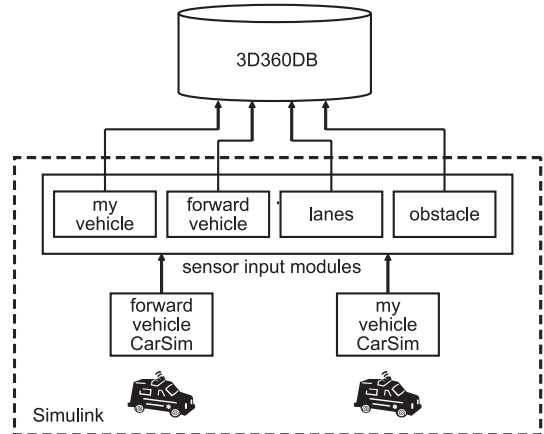 3D360DB
my
vehicle
forward
vehicle
lanes
obstacle
sensor input modules
forward
vehicle
CarSim
my
vehicle
CarSim
Simulink